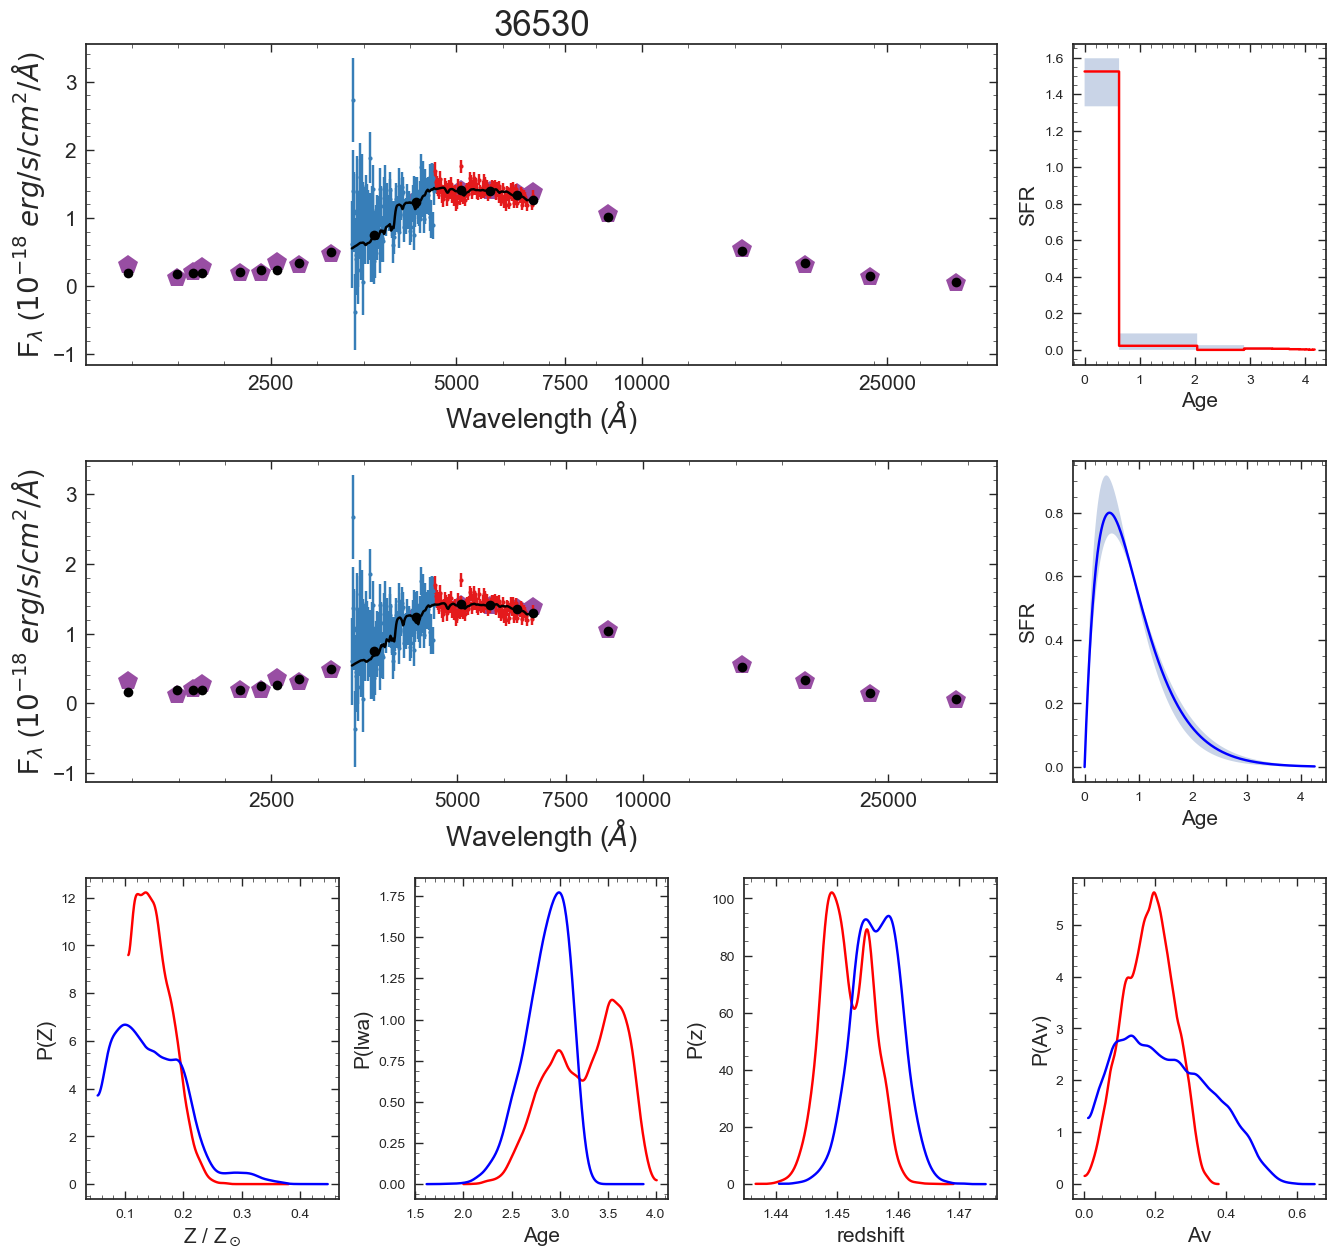 36530
F_λ (10^{-18} erg/s/cm^2/Å)
3
2
1
0
−1
2500 5000 7500 10000 25000
Wavelength (Å)
SFR
1.6
1.4
1.2
1.0
0.8
0.6
0.4
0.2
0.0
0 1 2 3 4
Age
F_λ (10^{-18} erg/s/cm^2/Å)
3
2
1
0
−1
2500 5000 7500 10000 25000
Wavelength (Å)
SFR
0.8
0.6
0.4
0.2
0.0
0 1 2 3 4
Age
P(Z)
12
10
8
6
4
2
0
0.1 0.2 0.3 0.4
Z / Z_⊙
P(lwa)
1.75
1.50
1.25
1.00
0.75
0.50
0.25
0.00
1.5 2.0 2.5 3.0 3.5 4.0
Age
P(z)
100
80
60
40
20
0
1.44 1.45 1.46 1.47
redshift
P(Av)
5
4
3
2
1
0
0.0 0.2 0.4 0.6
Av